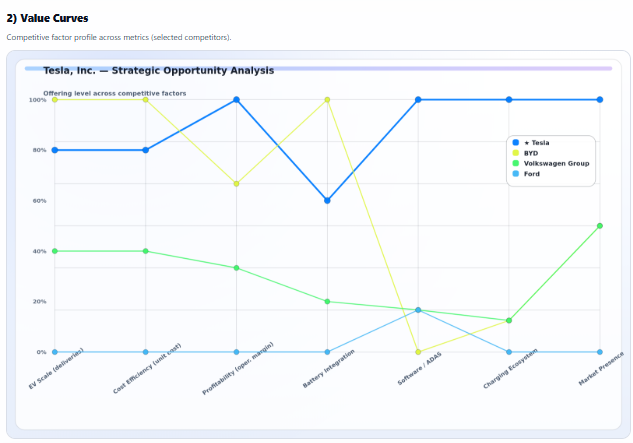 2) Value Curves
Competitive factor profile across metrics (selected competitors).
Tesla, Inc. — Strategic Opportunity Analysis
Offering level across competitive factors
100%
80%
60%
40%
20%
0%
★ Tesla
BYD
Volkswagen Group
Ford
EV Scale (deliveries)
Cost Efficiency (unit cost)
Profitability (oper. margin)
Battery Integration
Software / ADAS
Charging Ecosystem
Market Presence